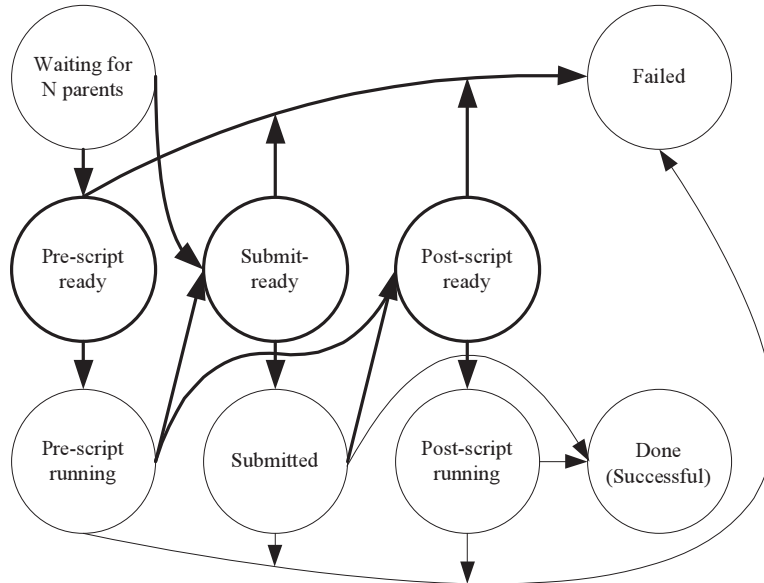 Waiting for
N parents
Failed
Pre-script
ready
Submit-
ready
Post-script
ready
Pre-script
running
Submitted
Post-script
running
Done
(Successful)